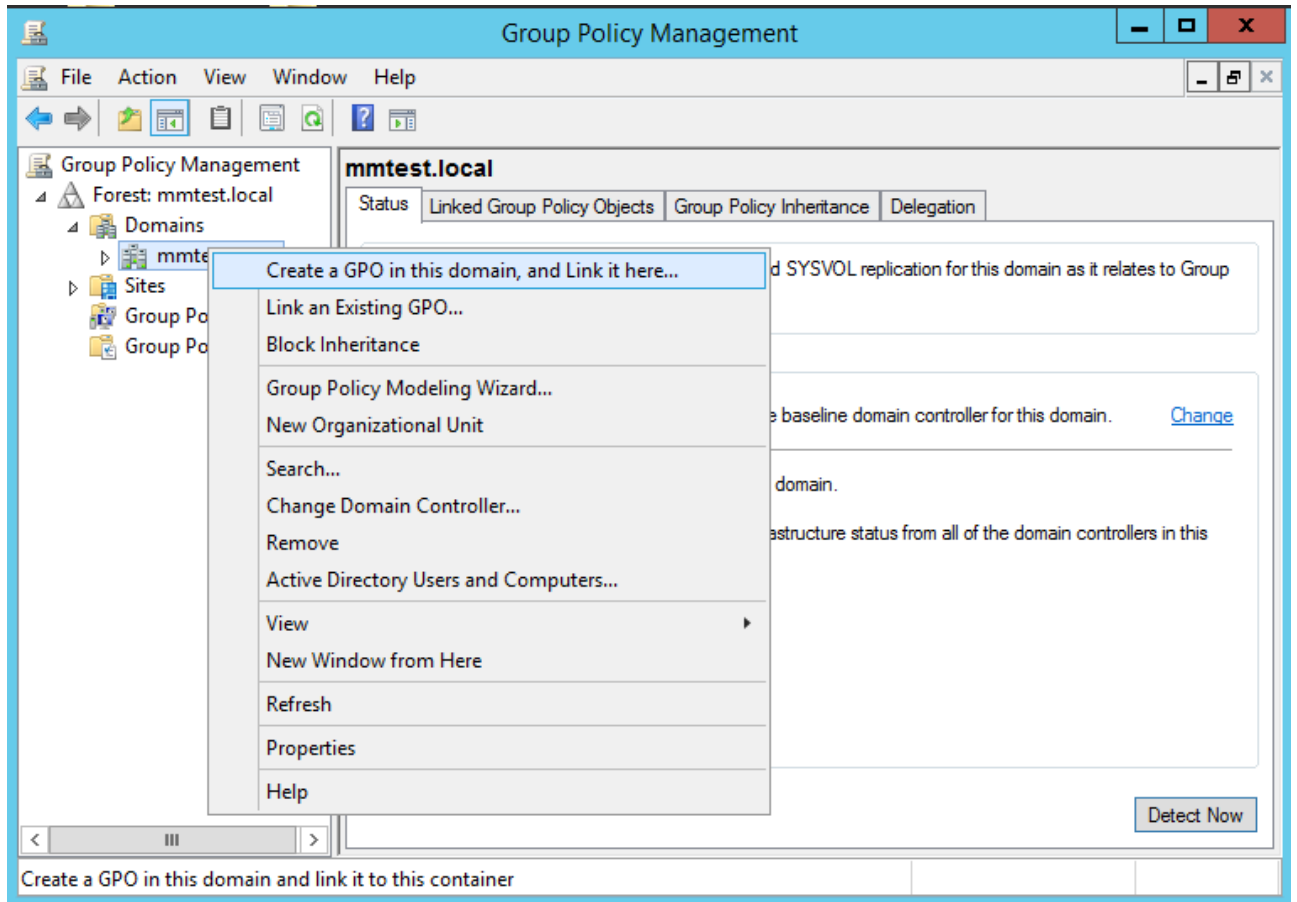 Group Policy Management
File Action View Window Help
Group Policy Management
Forest: mmtest.local
Domains
mmte
Sites
Group Po
Group Po
mmtest.local
Status Linked Group Policy Objects Group Policy Inheritance Delegation
d SYSVOL replication for this domain as it relates to Group
e baseline domain controller for this domain. Change
domain.
astructure status from all of the domain controllers in this
Detect Now
Create a GPO in this domain, and Link it here...
Link an Existing GPO...
Block Inheritance
Group Policy Modeling Wizard...
New Organizational Unit
Search...
Change Domain Controller...
Remove
Active Directory Users and Computers...
View
New Window from Here
Refresh
Properties
Help
Create a GPO in this domain and link it to this container